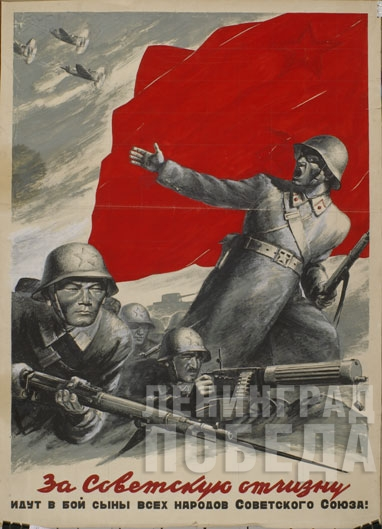 ЛЕНИНГРАД
ПОБЕДА
За Советскую отчизну
ИДУТ В БОЙ СЫНЫ ВСЕХ НАРОДОВ СОВЕТСКОГО СОЮЗА!